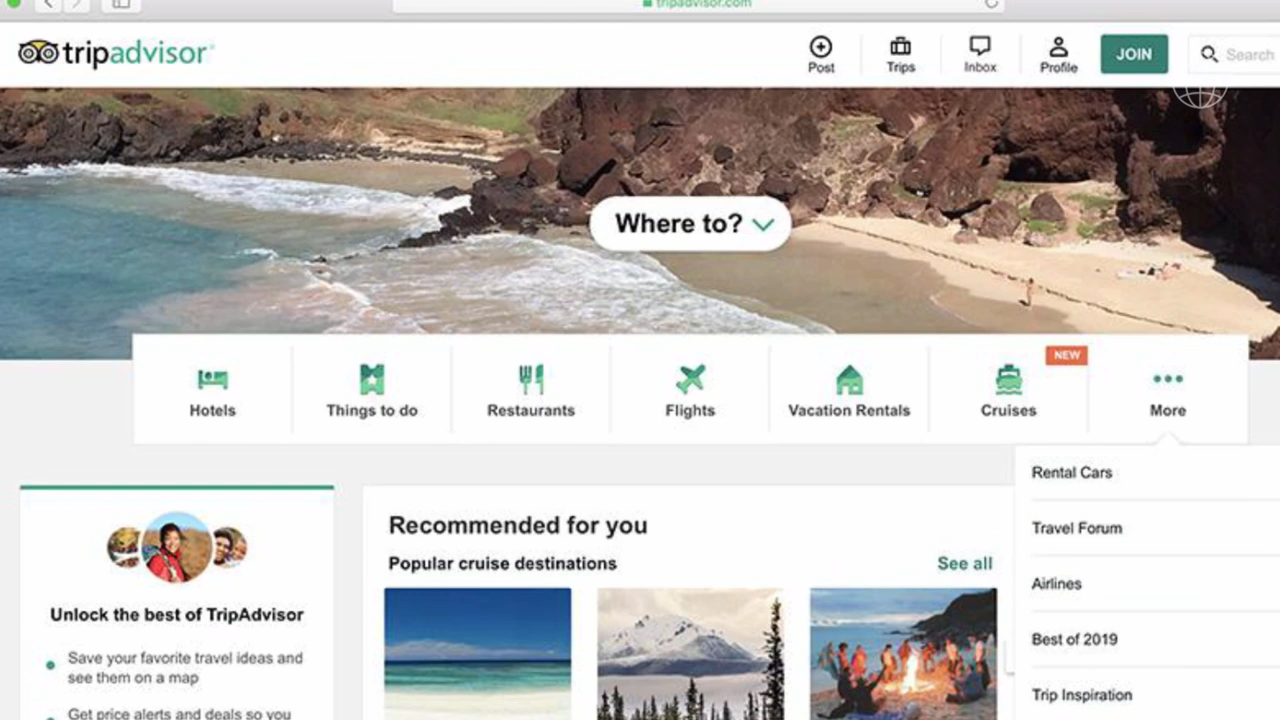 tripadvisor.com
tripadvisor
Post
Trips
Inbox
Profile
JOIN
Search
Where to?
NEW
Hotels
Things to do
Restaurants
Flights
Vacation Rentals
Cruises
More
Rental Cars
Travel Forum
Airlines
Best of 2019
Trip Inspiration
Recommended for you
Popular cruise destinations
See all
Unlock the best of TripAdvisor
Save your favorite travel ideas and
see them on a map
Get price alerts and deals so you